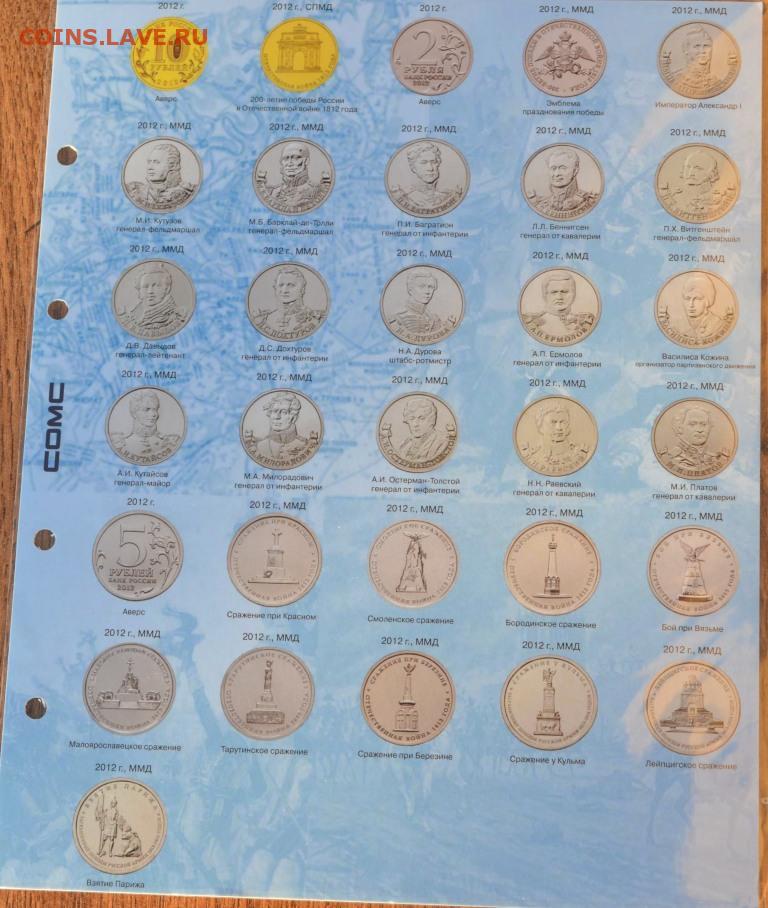 COINS.LAVE.RU
2012 г.
2012 г., СПМД
2012 г.
2012 г., ММД
2012 г., ММД
Аверс
200-летие победы России
в Отечественной войне 1812 года
Аверс
Эмблема
празднования победы
Император Александр I
2012 г., ММД
2012 г., ММД
2012 г., ММД
2012 г., ММД
2012 г., ММД
М.И. Кутузов
генерал-фельдмаршал
М.Б. Барклай-де-Толли
генерал-фельдмаршал
П.И. Багратион
генерал от инфантерии
Л.Л. Беннигсен
генерал от кавалерии
П.Х. Витгенштейн
генерал-фельдмаршал
2012 г., ММД
2012 г., ММД
2012 г., ММД
2012 г., ММД
2012 г., ММД
Д.В. Давыдов
генерал-лейтенант
Д.С. Дохтуров
генерал от инфантерии
Н.А. Дурова
штабс-ротмистр
А.П. Ермолов
генерал от инфантерии
Василиса Кожина
организатор партизанского движения
2012 г., ММД
2012 г., ММД
2012 г., ММД
2012 г., ММД
2012 г., ММД
А.И. Кутайсов
генерал-майор
М.А. Милорадович
генерал от инфантерии
А.И. Остерман-Толстой
генерал от инфантерии
Н.Н. Раевский
генерал от кавалерии
М.И. Платов
генерал от кавалерии
СОМС
2012 г.
2012 г., ММД
2012 г., ММД
2012 г., ММД
2012 г., ММД
5
РУБЛЕЙ
БАНК РОССИИ
2012
Аверс
Сражение при Красном
Смоленское сражение
Бородинское сражение
Бой при Вязьме
2012 г., ММД
2012 г., ММД
2012 г., ММД
2012 г., ММД
2012 г., ММД
Малоярославецкое сражение
Тарутинское сражение
Сражение при Березине
Сражение у Кульма
Лейпцигское сражение
2012 г., ММД
Взятие Парижа